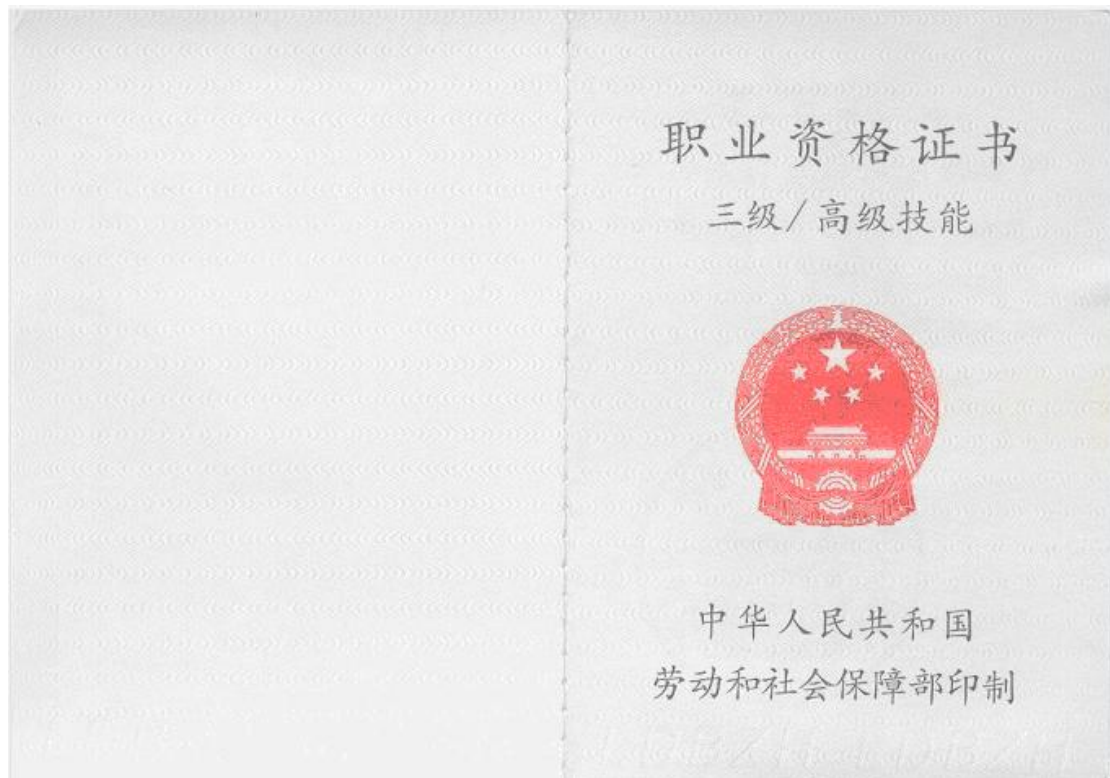 职业资格证书
三级/高级技能
中华人民共和国
劳动和社会保障部印制